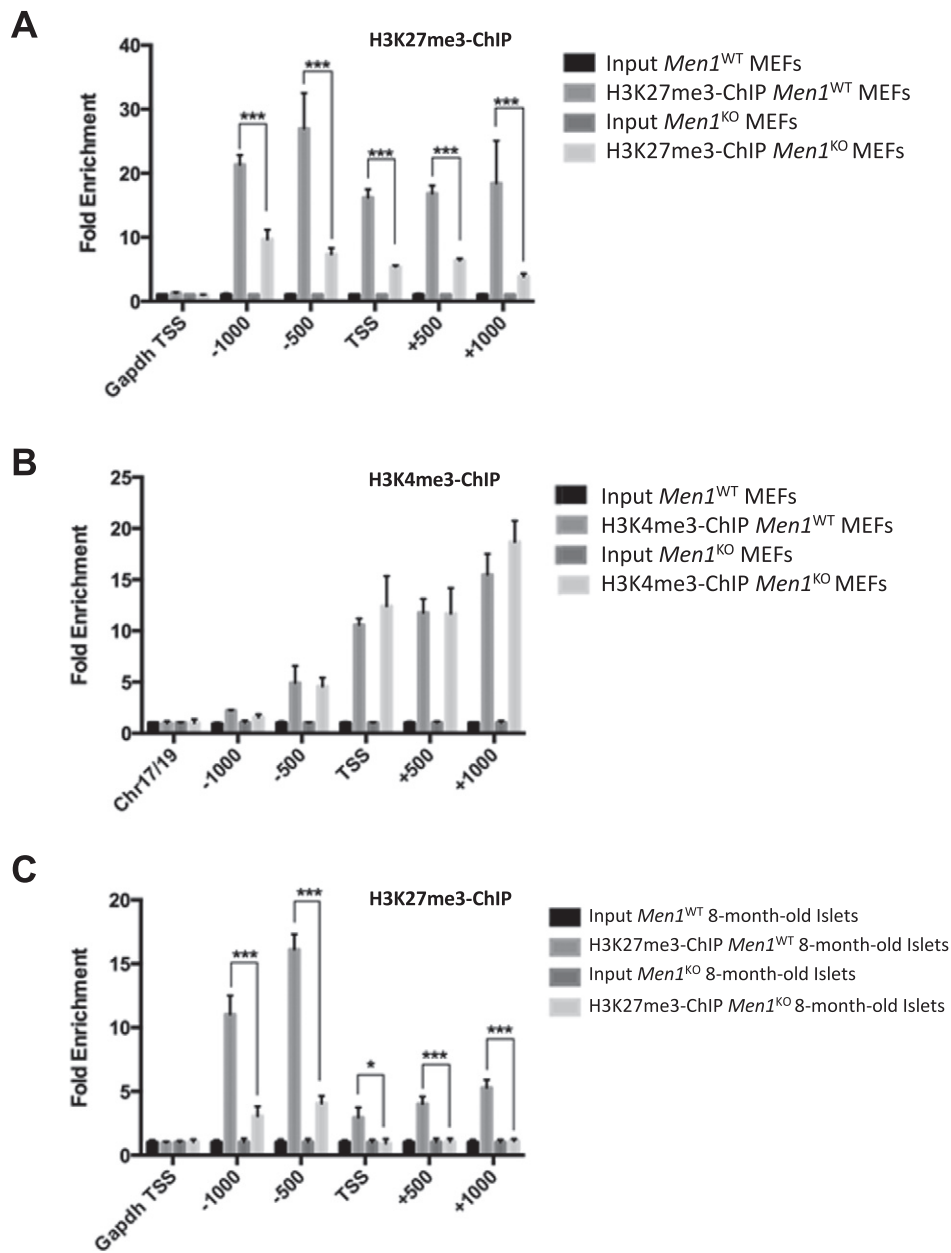 A
H3K27me3-ChIP
Fold Enrichment
40
30
20
10
0
***
***
***
***
***
Gapdh TSS
-1000
-500
TSS
+500
+1000
Input Men1WT MEFs
H3K27me3-ChIP Men1WT MEFs
Input Men1KO MEFs
H3K27me3-ChIP Men1KO MEFs
B
H3K4me3-ChIP
Fold Enrichment
25
20
15
10
5
0
Chr17/19
-1000
-500
TSS
+500
+1000
Input Men1WT MEFs
H3K4me3-ChIP Men1WT MEFs
Input Men1KO MEFs
H3K4me3-ChIP Men1KO MEFs
C
H3K27me3-ChIP
Fold Enrichment
20
15
10
5
0
***
***
*
***
***
Gapdh TSS
-1000
-500
TSS
+500
+1000
Input Men1WT 8-month-old Islets
H3K27me3-ChIP Men1WT 8-month-old Islets
Input Men1KO 8-month-old Islets
H3K27me3-ChIP Men1KO 8-month-old Islets